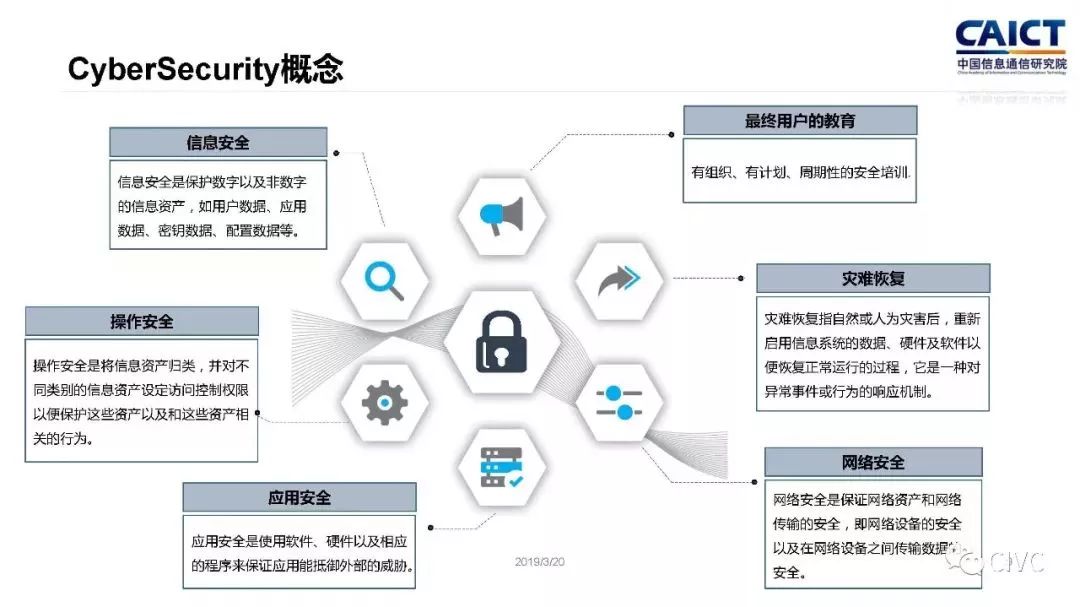 CyberSecurity概念
CAICT
中国信息通信研究院
China Academy of Information and Communications Technology
信息安全
信息安全是保护数字以及非数字
的信息资产，如用户数据、应用
数据、密钥数据、配置数据等。
最终用户的教育
有组织、有计划、周期性的安全培训.
灾难恢复
灾难恢复指自然或人为灾害后，重新
启用信息系统的数据、硬件及软件以
便恢复正常运行的过程，它是一种对
异常事件或行为的响应机制。
操作安全
操作安全是将信息资产归类，并对不
同类别的信息资产设定访问控制权限
以便保护这些资产以及和这些资产相
关的行为。
网络安全
网络安全是保证网络资产和网络
传输的安全，即网络设备的安全
以及在网络设备之间传输数据的
安全。
应用安全
应用安全是使用软件、硬件以及相应
的程序来保证应用能抵御外部的威胁。
2019/3/20
CIVC